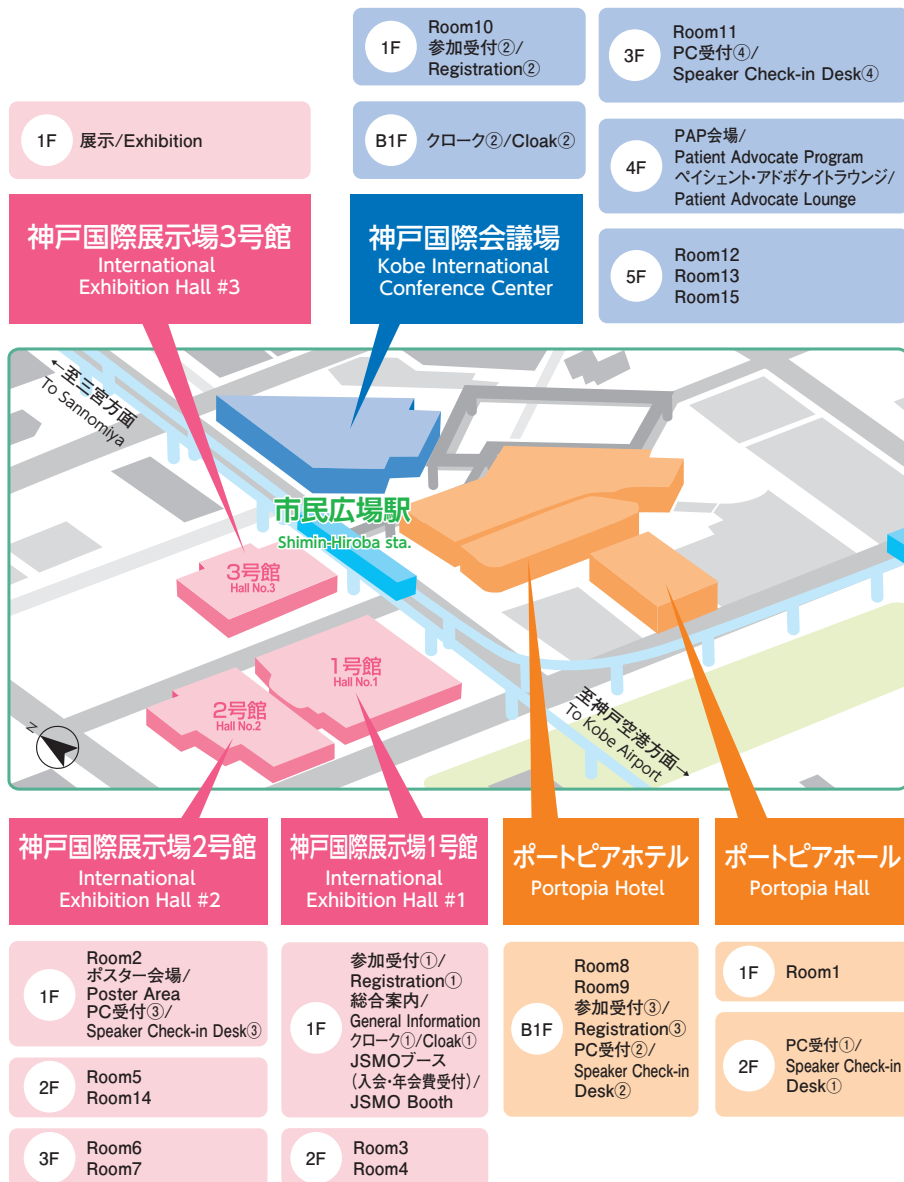 1F
Room10
参加受付②/
Registration②
3F
Room11
PC受付④/
Speaker Check-in Desk④
1F
展示/Exhibition
B1F
クローク②/Cloak②
4F
PAP会場/
Patient Advocate Program
ペイシェント・アドボケイトラウンジ/
Patient Advocate Lounge
神戸国際展示場3号館
International
Exhibition Hall #3
神戸国際会議場
Kobe International
Conference Center
5F
Room12
Room13
Room15
←至三宮方面
To Sannomiya
市民広場駅
Shimin-Hiroba sta.
3号館
Hall No.3
1号館
Hall No.1
2号館
Hall No.2
N
至神戸空港方面→
To Kobe Airport
神戸国際展示場2号館
International
Exhibition Hall #2
神戸国際展示場1号館
International
Exhibition Hall #1
ポートピアホテル
Portopia Hotel
ポートピアホール
Portopia Hall
1F
Room2
ポスター会場/
Poster Area
PC受付③/
Speaker Check-in Desk③
2F
Room5
Room14
3F
Room6
Room7
1F
参加受付①/
Registration①
総合案内/
General Information
クローク①/Cloak①
JSMOブース
(入会・年会費受付)/
JSMO Booth
2F
Room3
Room4
B1F
Room8
Room9
参加受付③/
Registration③
PC受付②/
Speaker Check-in
Desk②
1F
Room1
2F
PC受付①/
Speaker Check-in
Desk①